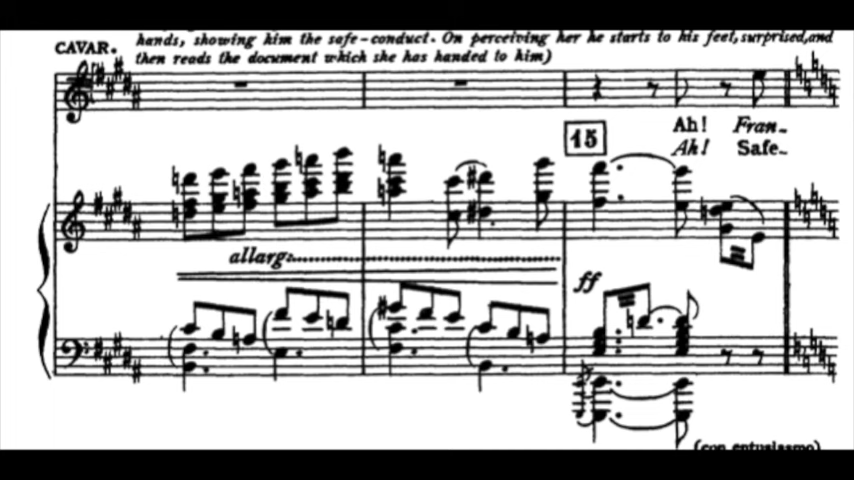 hands, showing him the safe-conduct. On perceiving her he starts to his feet, surprised, and
CAVAR.
then reads the document which she has handed to him)
15
Ah! Fran-
Ah! Safe-
allarg:
ff
(con entusiasmo)